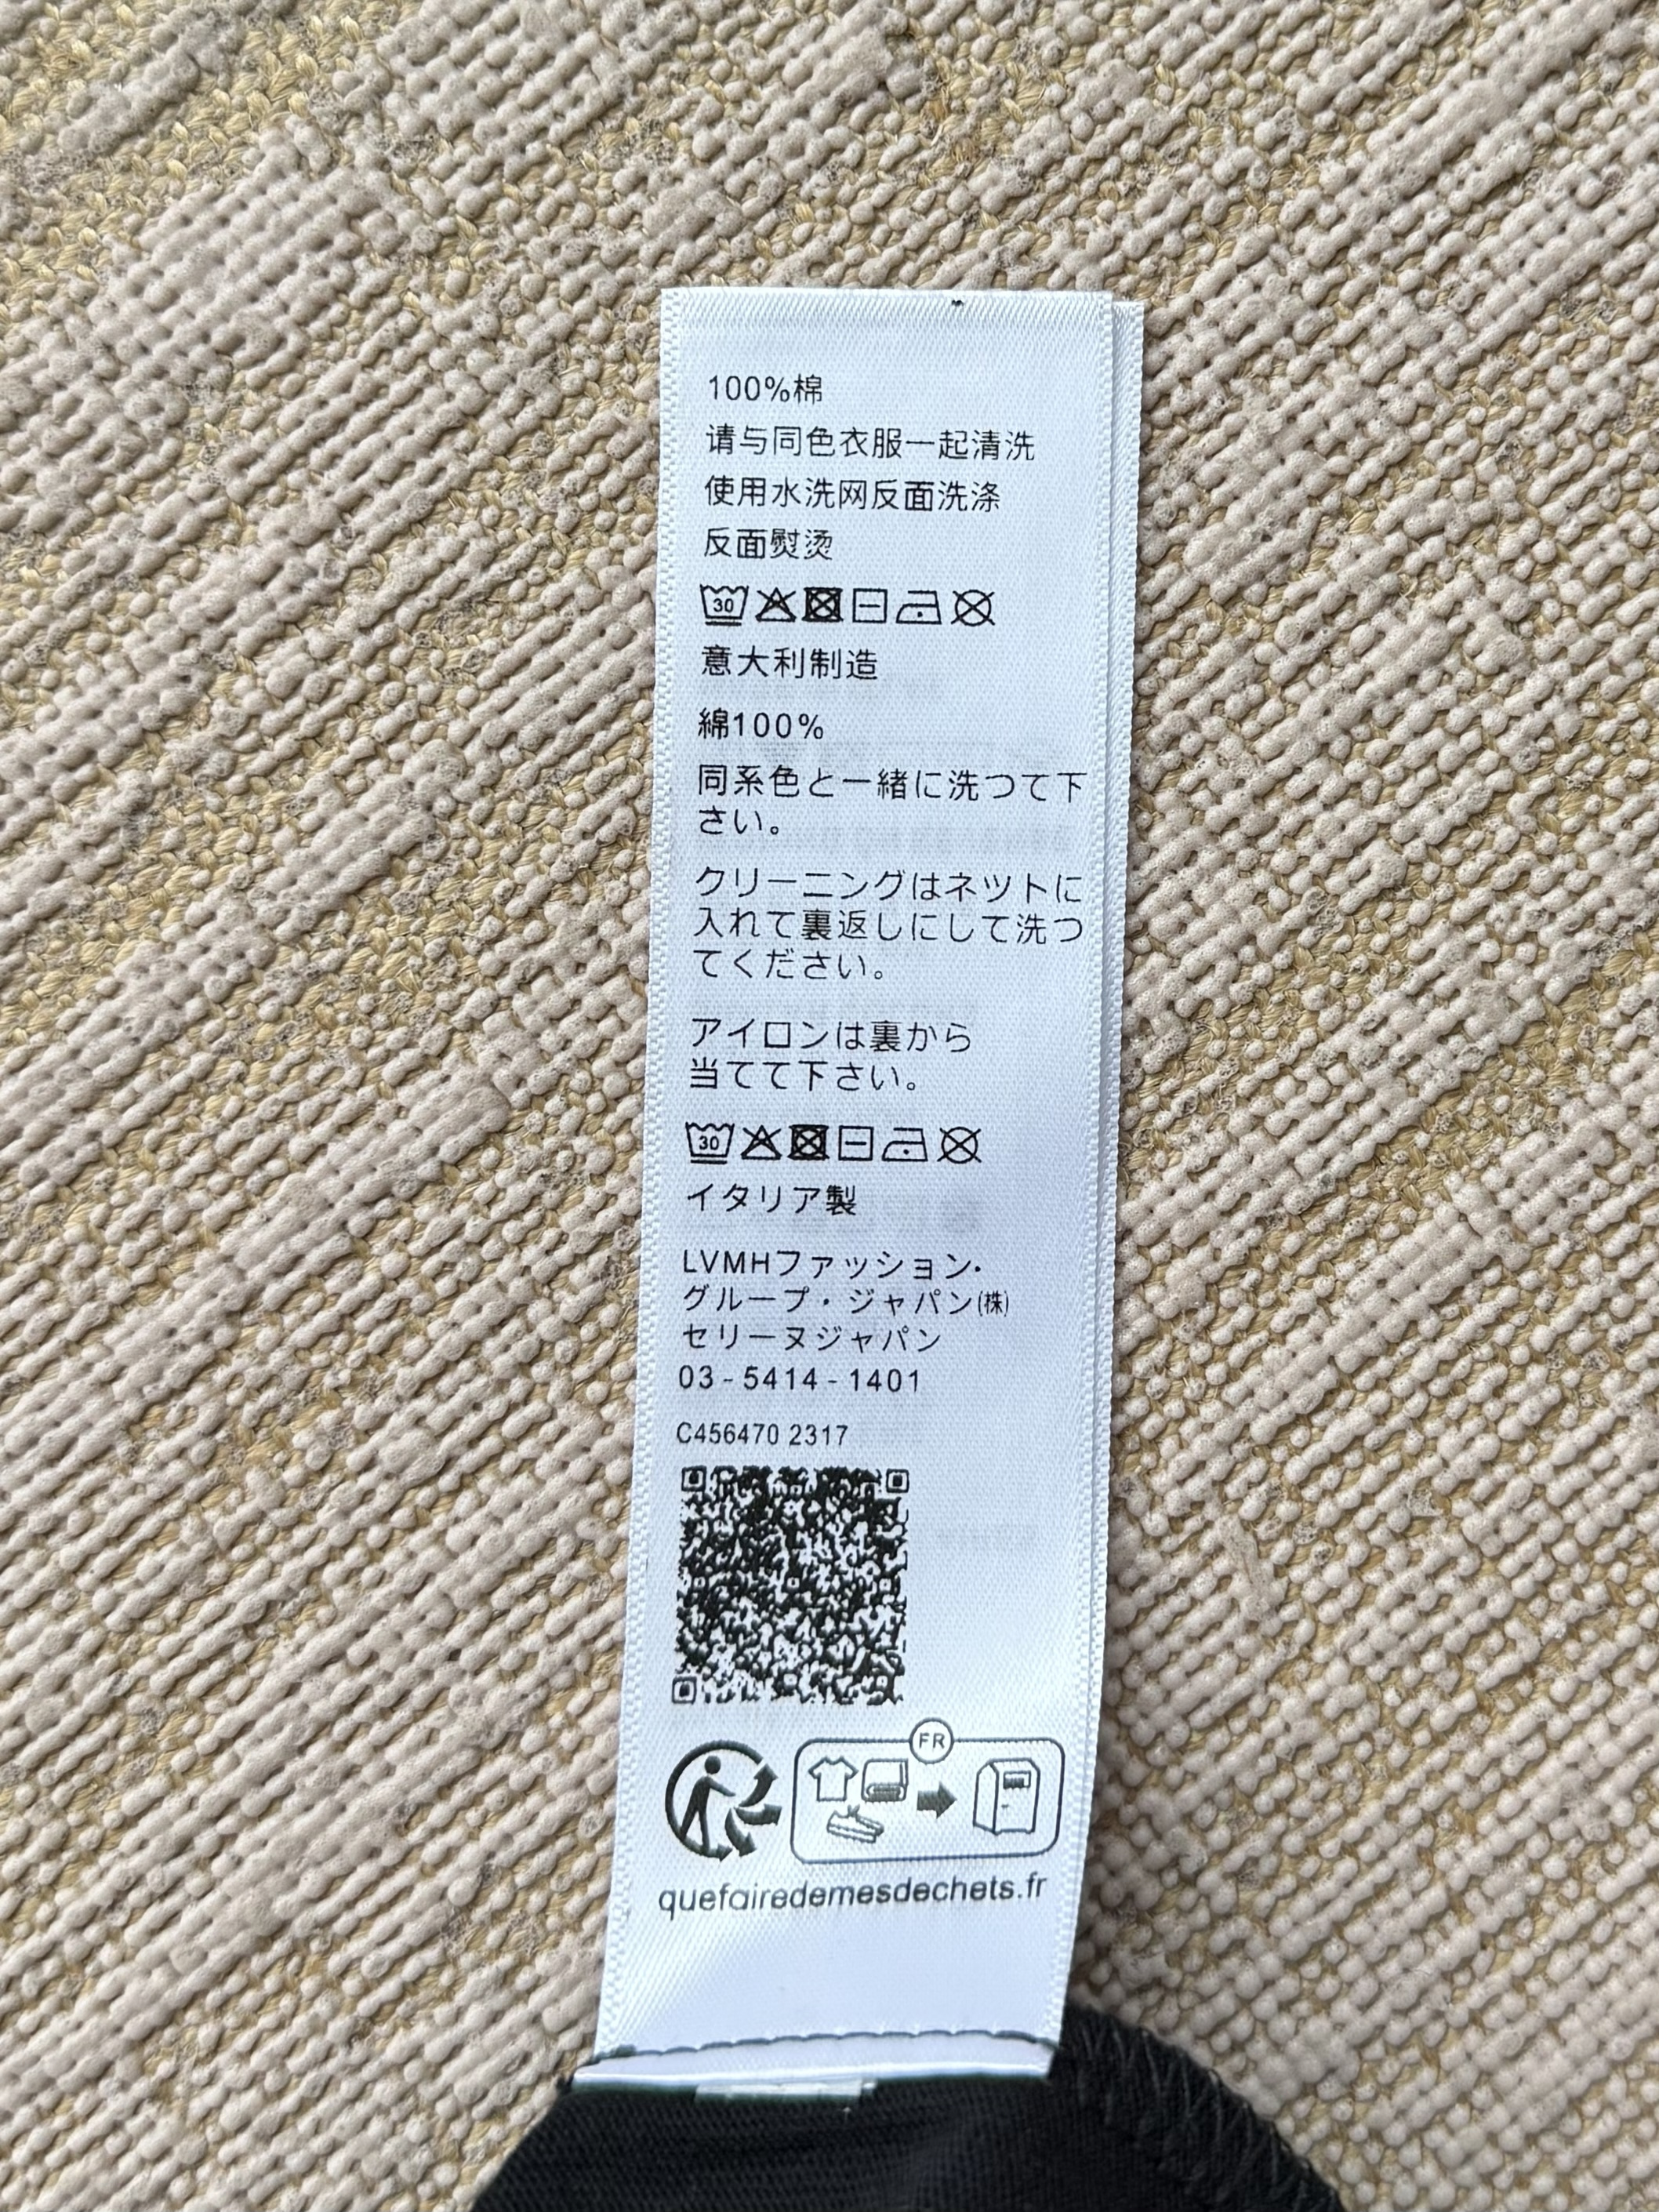 100%棉
请与同色衣服一起清洗
使用水洗网反面洗涤
反面熨烫
30
意大利制造
綿100%
同系色と一緒に洗つて下
さい。
クリーニングはネツトに
入れて裏返しにして洗つ
てください。
アイロンは裏から
当てて下さい。
30
イタリア製
LVMHファッション・
グループ・ジャパン(株)
セリーヌジャパン
03-5414-1401
C456470 2317
FR
quefairedemesdechets.fr